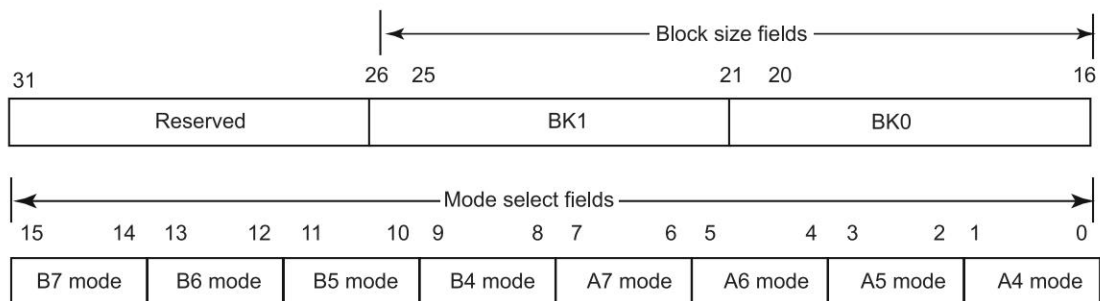 Block size fields
31 26 25 21 20 16
Reserved BK1 BK0
Mode select fields
15 14 13 12 11 10 9 8 7 6 5 4 3 2 1 0
B7 mode B6 mode B5 mode B4 mode A7 mode A6 mode A5 mode A4 mode